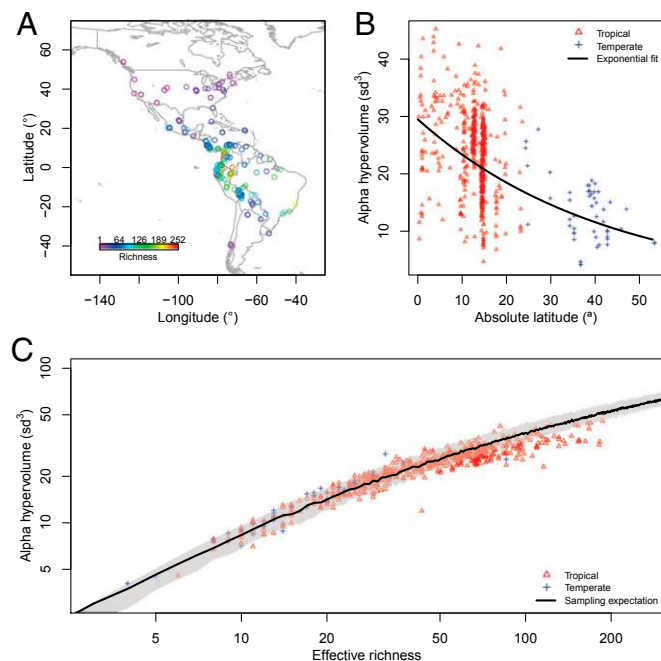 A
60
40
20
0
−20
−40
Latitude (°)
1 64 126 189 252
Richness
−140
−100
−80
−60
−40
Longitude (°)
B
Tropical
Temperate
Exponential fit
40
30
20
10
Alpha hypervolume (sd³)
0 10 20 30 40 50
Absolute latitude (ª)
C
100
50
20
10
5
Alpha hypervolume (sd³)
Tropical
Temperate
Sampling expectation
5 10 20 50 100 200
Effective richness